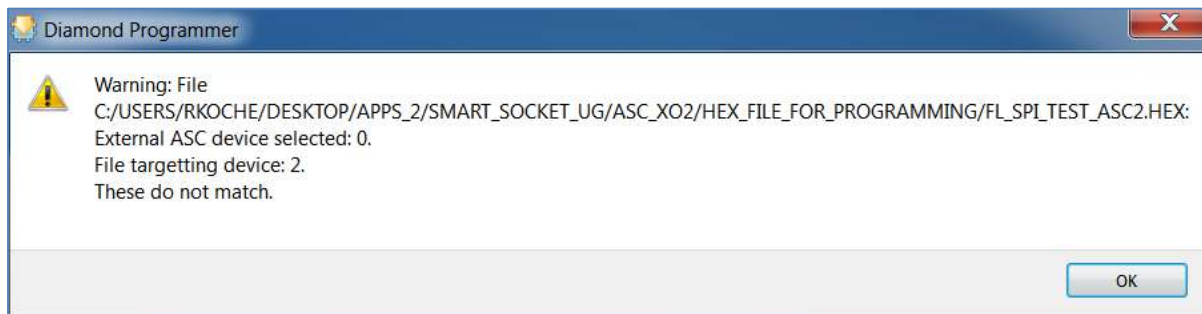 Diamond Programmer
Warning: File
C:/USERS/RKOCHE/DESKTOP/APPS_2/SMART_SOCKET_UG/ASC_XO2/HEX_FILE_FOR_PROGRAMMING/FL_SPI_TEST_ASC2.HEX:
External ASC device selected: 0.
File targetting device: 2.
These do not match.
OK